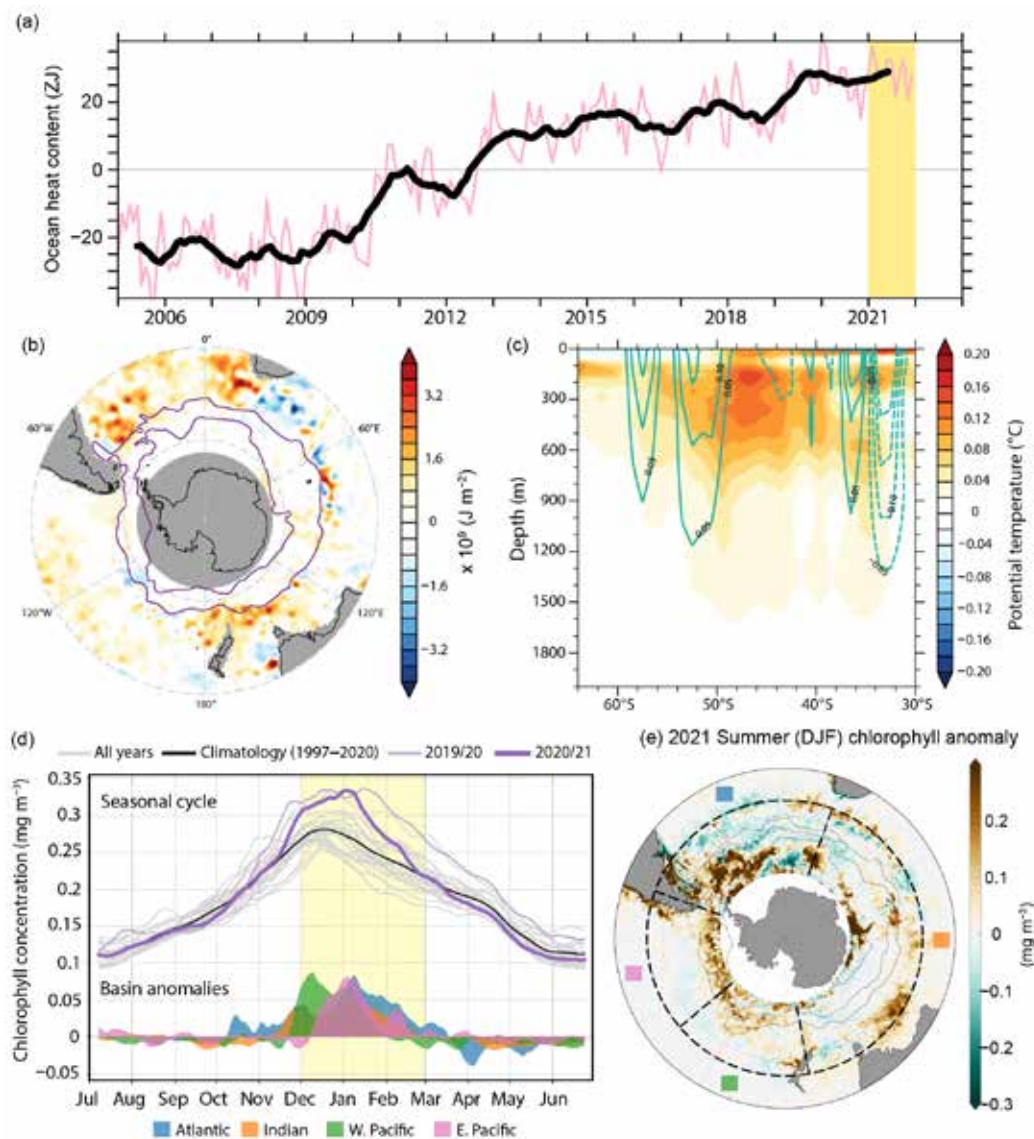 (a)
Ocean heat content (ZJ)
20
0
−20
2006 2009 2012 2015 2018 2021
(b)
0°
60°W
60°E
120°W
120°E
180°
3.2
1.6
0
−1.6
−3.2
x 10⁹ (J m⁻²)
(c)
0
300
600
900
1200
1500
1800
Depth (m)
60°S 50°S 40°S 30°S
0.10
0.05
0.05
0.05
0.20
0.16
0.12
0.08
0.04
0
−0.04
−0.08
−0.12
−0.16
−0.20
Potential temperature (°C)
(d)
All years Climatology (1997–2020) 2019/20 2020/21
Seasonal cycle
Basin anomalies
Chlorophyll concentration (mg m⁻³)
0.35
0.3
0.25
0.2
0.15
0.1
0.05
0
−0.05
Jul Aug Sep Oct Nov Dec Jan Feb Mar Apr May Jun
Atlantic Indian W. Pacific E. Pacific
(e) 2021 Summer (DJF) chlorophyll anomaly
0.2
0.1
0
−0.1
−0.2
−0.3
(mg m⁻³)